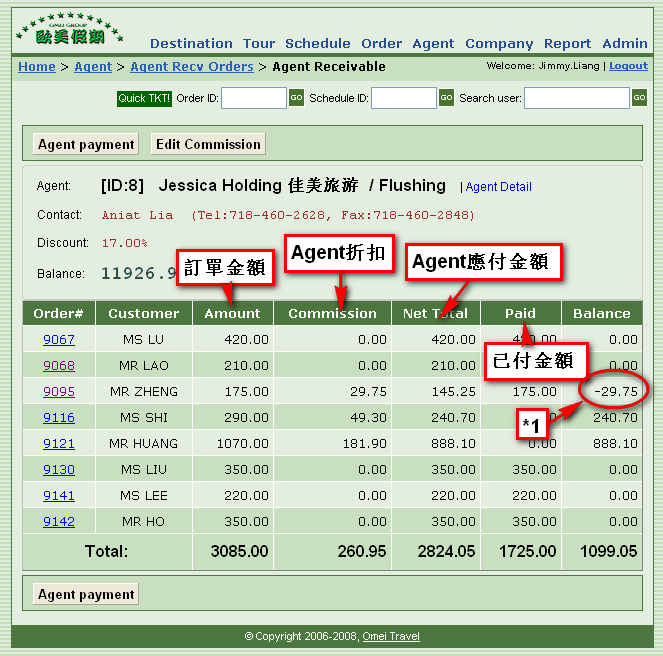 OMEI GROUP
歐美假期
Destination Tour Schedule Order Agent Company Report Admin
Home > Agent > Agent Recv Orders > Agent Receivable
Welcome: Jimmy.Liang | Logout
Quick TKT! Order ID: GO Schedule ID: GO Search user: GO
Agent payment Edit Commission
Agent: [ID:8] Jessica Holding 佳美旅游 / Flushing | Agent Detail
Contact: Aniat Lia (Tel:718-460-2628, Fax:718-460-2848)
Discount: 17.00%
Balance: 11926.9
訂單金額
Agent折扣
Agent應付金額
Order# Customer Amount Commission Net Total Paid Balance
9067 MS LU 420.00 0.00 420.00 0.00
9068 MR LAO 210.00 0.00 210.00 0.00
已付金額
9095 MR ZHENG 175.00 29.75 145.25 175.00 -29.75
*1
9116 MS SHI 290.00 49.30 240.70 240.70
9121 MR HUANG 1070.00 181.90 888.10 0.00 888.10
9130 MS LIU 350.00 0.00 350.00 350.00 0.00
9141 MS LEE 220.00 0.00 220.00 220.00 0.00
9142 MR HO 350.00 0.00 350.00 350.00 0.00
Total: 3085.00 260.95 2824.05 1725.00 1099.05
Agent payment
© Copyright 2006-2008, Omei Travel